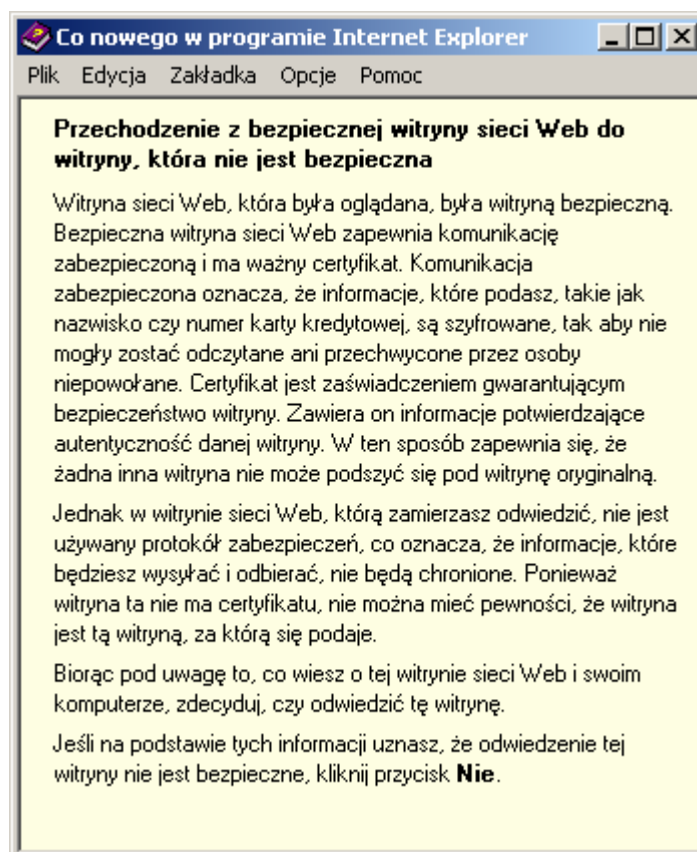 Co nowego w programie Internet Explorer
Plik Edycja Zakładka Opcje Pomoc
Przechodzenie z bezpiecznej witryny sieci Web do
witryny, która nie jest bezpieczna
Witryna sieci Web, która była oglądana, była witryną bezpieczną.
Bezpieczna witryna sieci Web zapewnia komunikację
zabezpieczoną i ma ważny certyfikat. Komunikacja
zabezpieczona oznacza, że informacje, które podasz, takie jak
nazwisko czy numer karty kredytowej, są szyfrowane, tak aby nie
mogły zostać odczytane ani przechwycone przez osoby
niepowołane. Certyfikat jest zaświadczeniem gwarantującym
bezpieczeństwo witryny. Zawiera on informacje potwierdzające
autentyczność danej witryny. W ten sposób zapewnia się, że
żadna inna witryna nie może podszyć się pod witrynę oryginalną.
Jednak w witrynie sieci Web, którą zamierzasz odwiedzić, nie jest
używany protokół zabezpieczeń, co oznacza, że informacje, które
będziesz wysyłać i odbierać, nie będą chronione. Ponieważ
witryna ta nie ma certyfikatu, nie można mieć pewności, że witryna
jest tą witryną, za którą się podaje.
Biorąc pod uwagę to, co wiesz o tej witrynie sieci Web i swoim
komputerze, zdecyduj, czy odwiedzić tę witrynę.
Jeśli na podstawie tych informacji uznasz, że odwiedzenie tej
witryny nie jest bezpieczne, kliknij przycisk Nie.